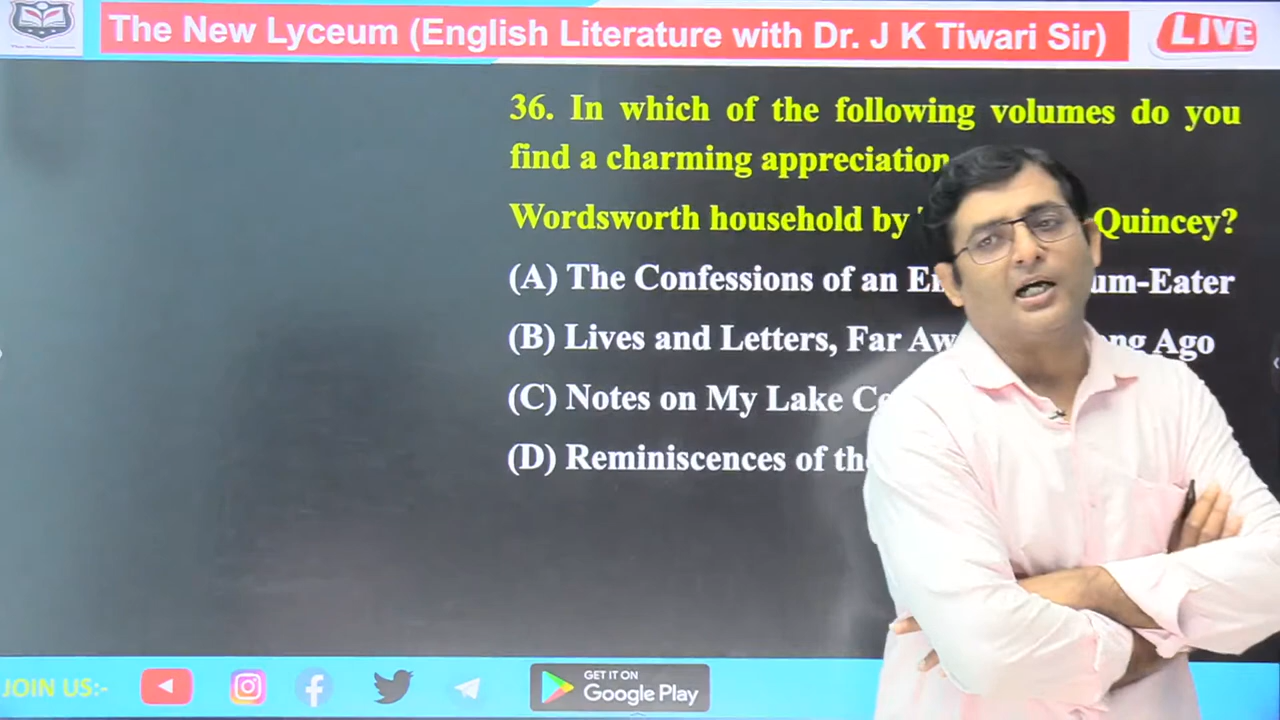 The New Lyceum (English Literature with Dr. J K Tiwari Sir)
LIVE
36. In which of the following volumes do you
find a charming appreciation
Wordsworth household by Quincey?
(A) The Confessions of an En um-Eater
(B) Lives and Letters, Far Aw ng Ago
(C) Notes on My Lake C
(D) Reminiscences of th
JOIN US:-
GET IT ON
Google Play